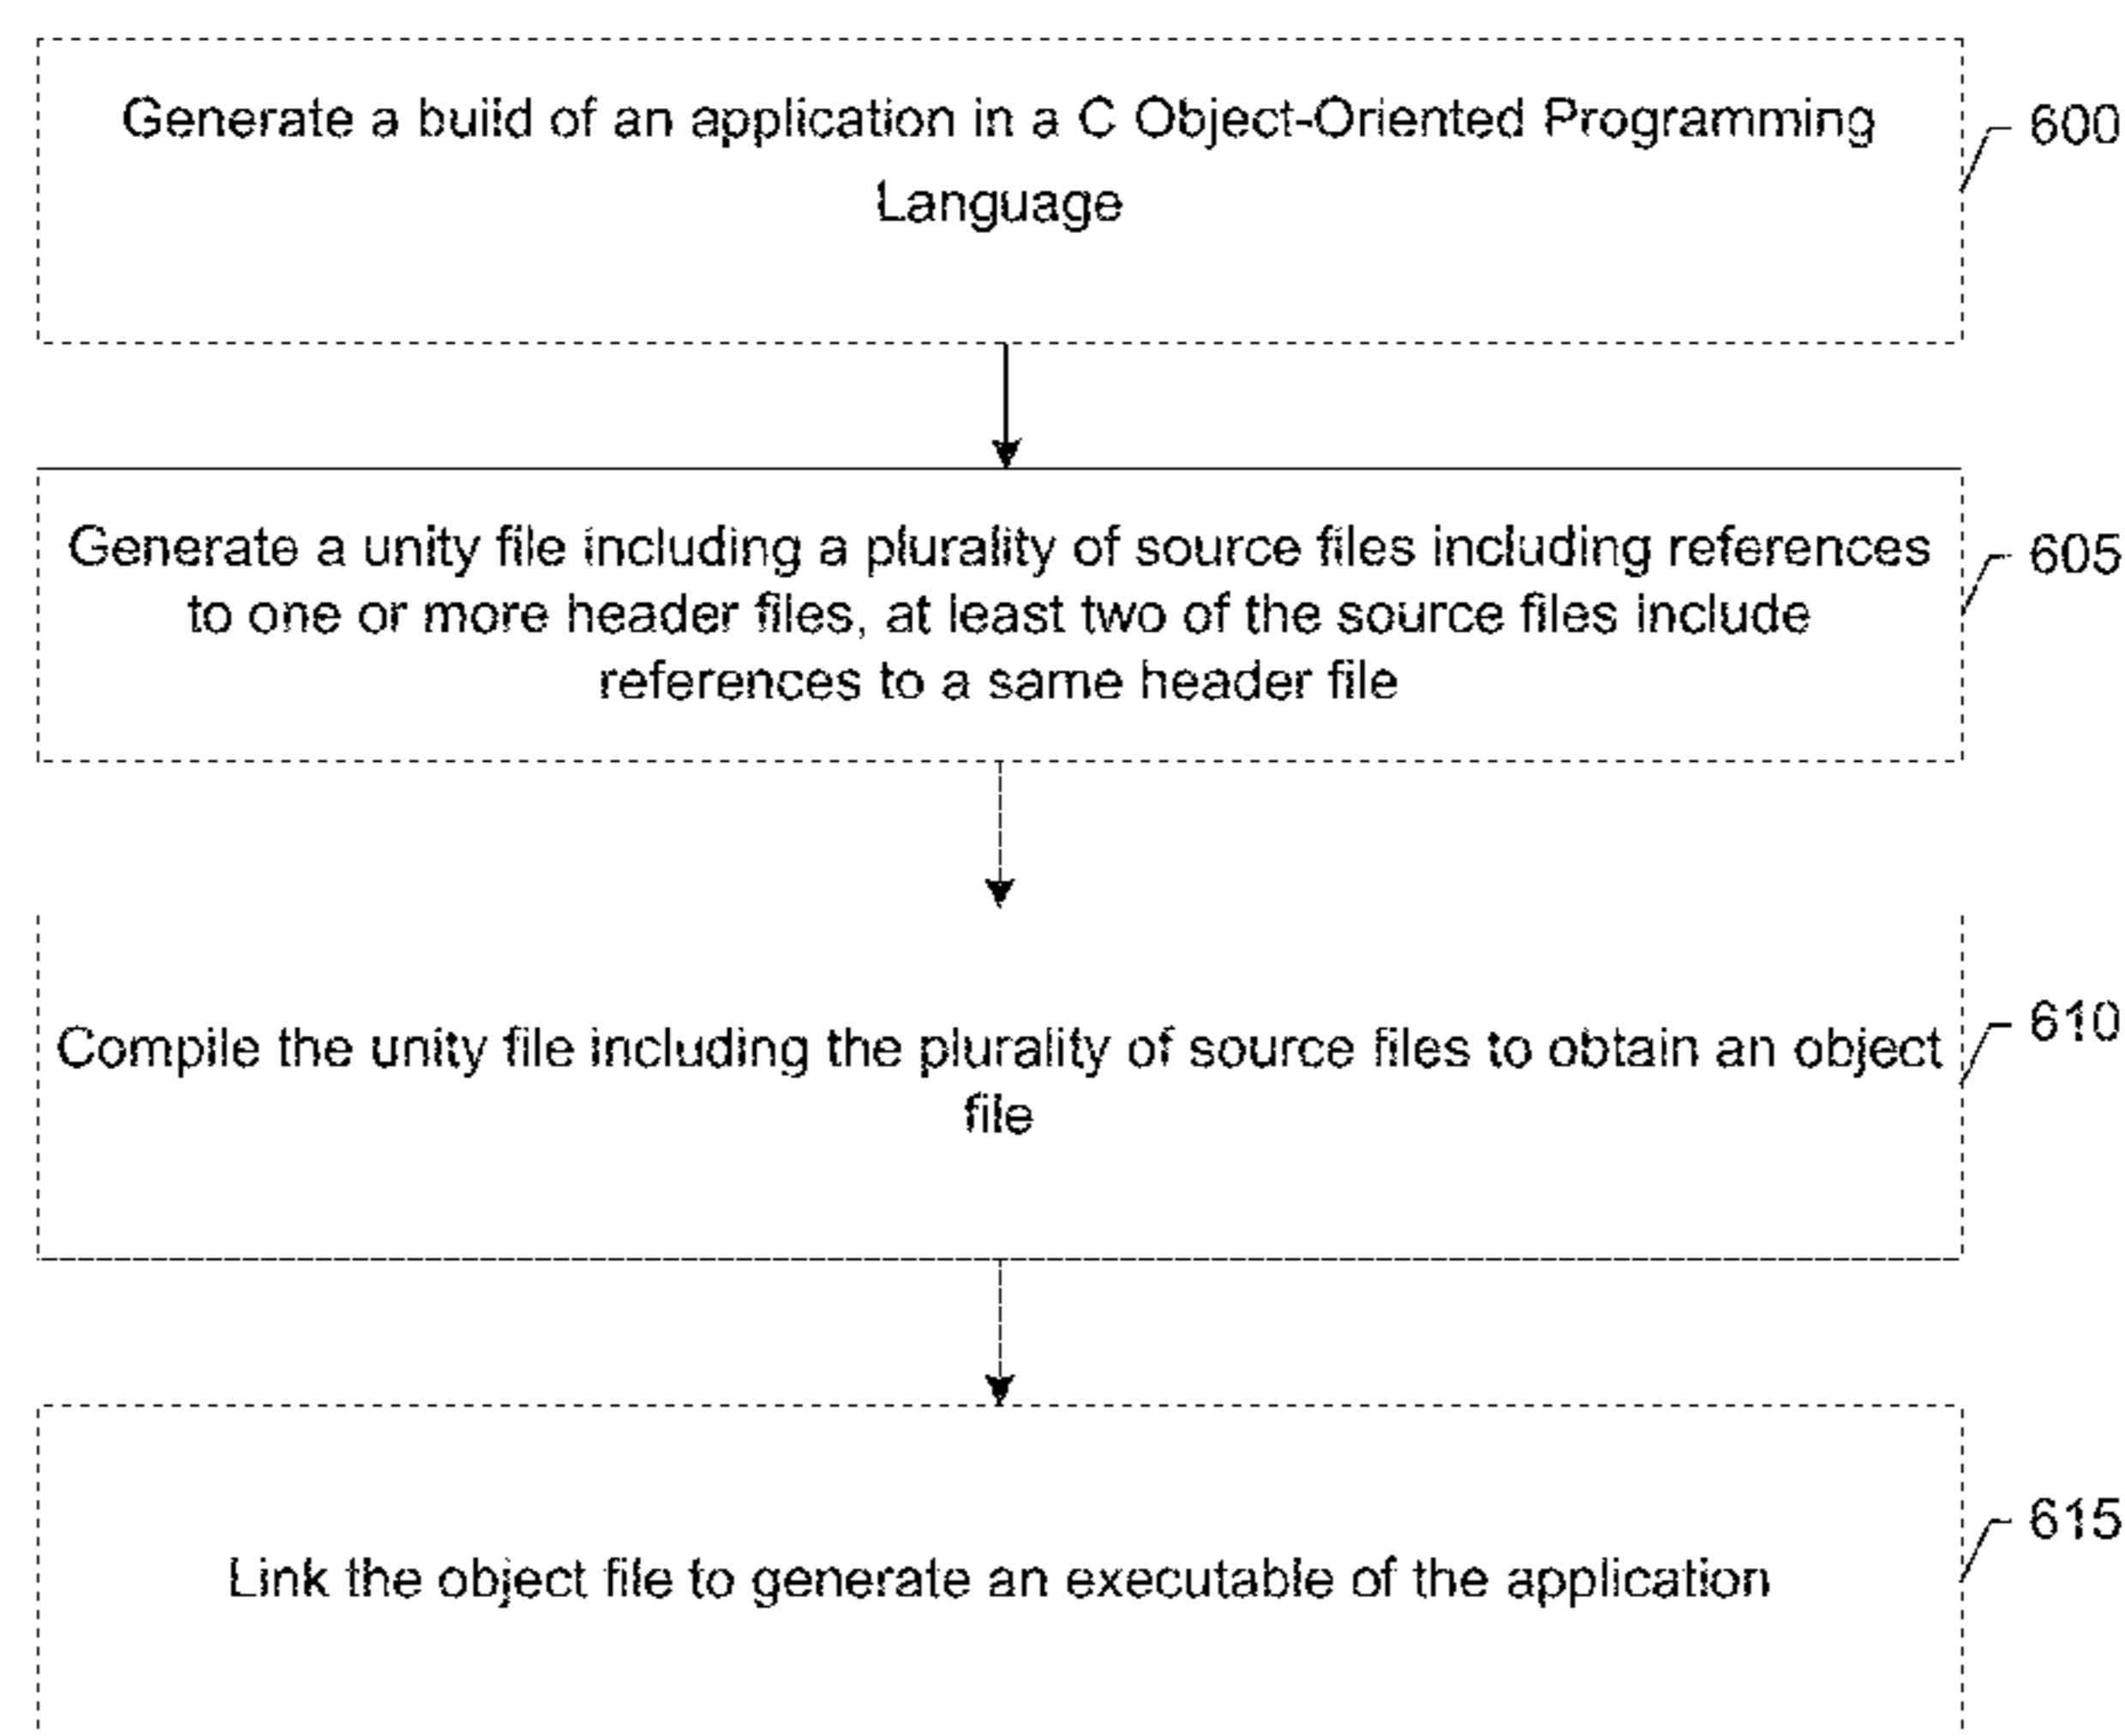 Generate a build of an application in a C Object-Oriented Programming
Language
600
Generate a unity file including a plurality of source files including references
to one or more header files, at least two of the source files include
references to a same header file
605
Compile the unity file including the plurality of source files to obtain an object
file
610
Link the object file to generate an executable of the application
615